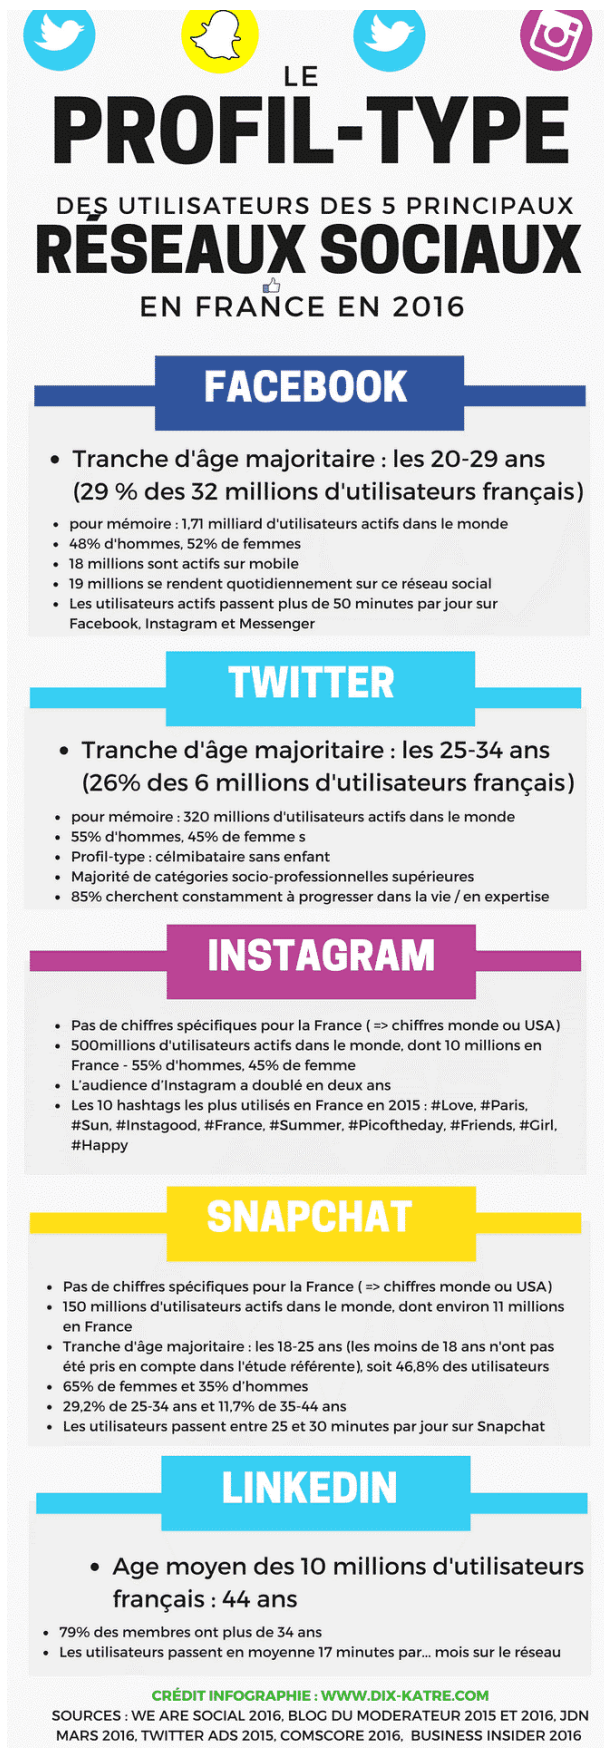 LE
PROFIL-TYPE
DES UTILISATEURS DES 5 PRINCIPAUX
RÉSEAUX SOCIAUX
EN FRANCE EN 2016
FACEBOOK
• Tranche d'âge majoritaire : les 20-29 ans
(29 % des 32 millions d'utilisateurs français)
• pour mémoire : 1,71 milliard d'utilisateurs actifs dans le monde
• 48% d'hommes, 52% de femmes
• 18 millions sont actifs sur mobile
• 19 millions se rendent quotidiennement sur ce réseau social
• Les utilisateurs actifs passent plus de 50 minutes par jour sur
Facebook, Instagram et Messenger
TWITTER
• Tranche d'âge majoritaire : les 25-34 ans
(26% des 6 millions d'utilisateurs français)
• pour mémoire : 320 millions d'utilisateurs actifs dans le monde
• 55% d'hommes, 45% de femme s
• Profil-type : célmibataire sans enfant
• Majorité de catégories socio-professionnelles supérieures
• 85% cherchent constamment à progresser dans la vie / en expertise
INSTAGRAM
• Pas de chiffres spécifiques pour la France ( => chiffres monde ou USA)
• 500millions d'utilisateurs actifs dans le monde, dont 10 millions en
France - 55% d'hommes, 45% de femme
• L'audience d'Instagram a doublé en deux ans
• Les 10 hashtags les plus utilisés en France en 2015 : #Love, #Paris,
#Sun, #Instagood, #France, #Summer, #Picoftheday, #Friends, #Girl,
#Happy
SNAPCHAT
• Pas de chiffres spécifiques pour la France ( => chiffres monde ou USA)
• 150 millions d'utilisateurs actifs dans le monde, dont environ 11 millions
en France
• Tranche d'âge majoritaire : les 18-25 ans (les moins de 18 ans n'ont pas
été pris en compte dans l'étude référente), soit 46,8% des utilisateurs
• 65% de femmes et 35% d'hommes
• 29,2% de 25-34 ans et 11,7% de 35-44 ans
• Les utilisateurs passent entre 25 et 30 minutes par jour sur Snapchat
LINKEDIN
• Age moyen des 10 millions d'utilisateurs
français : 44 ans
• 79% des membres ont plus de 34 ans
• Les utilisateurs passent en moyenne 17 minutes par... mois sur le réseau
CRÉDIT INFOGRAPHIE : WWW.DIX-KATRE.COM
SOURCES : WE ARE SOCIAL 2016, BLOG DU MODERATEUR 2015 ET 2016, JDN
MARS 2016, TWITTER ADS 2015, COMSCORE 2016, BUSINESS INSIDER 2016